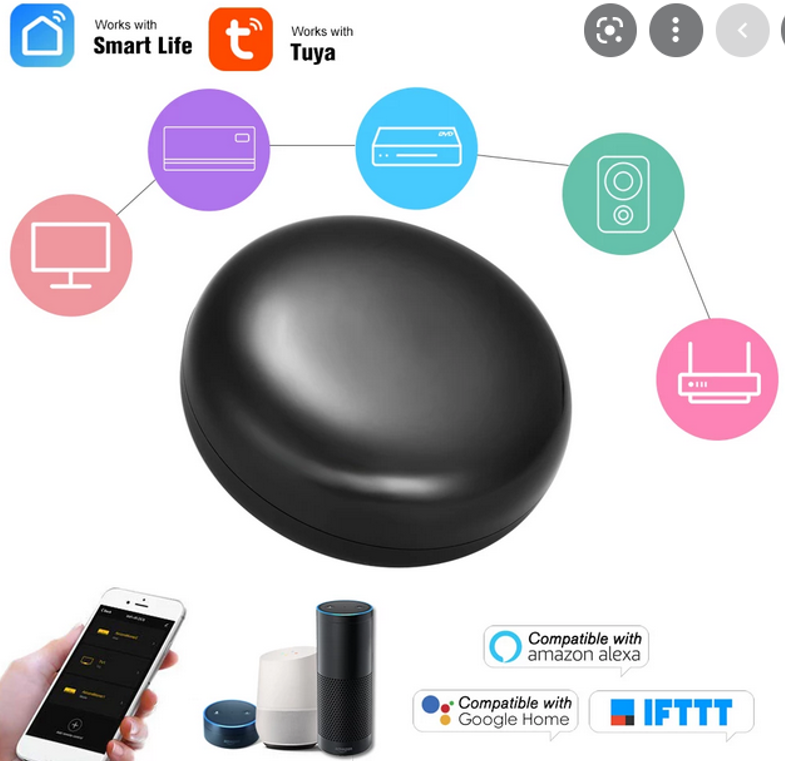 Works with
Smart Life
Works with
Tuya
DVD
Compatible with
amazon alexa
Compatible with
Google Home
IFTTT